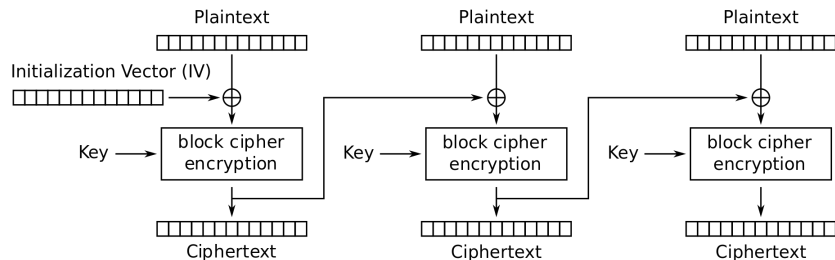 Plaintext
Plaintext
Plaintext
Initialization Vector (IV)
Key
block cipher
encryption
Key
block cipher
encryption
Key
block cipher
encryption
Ciphertext
Ciphertext
Ciphertext